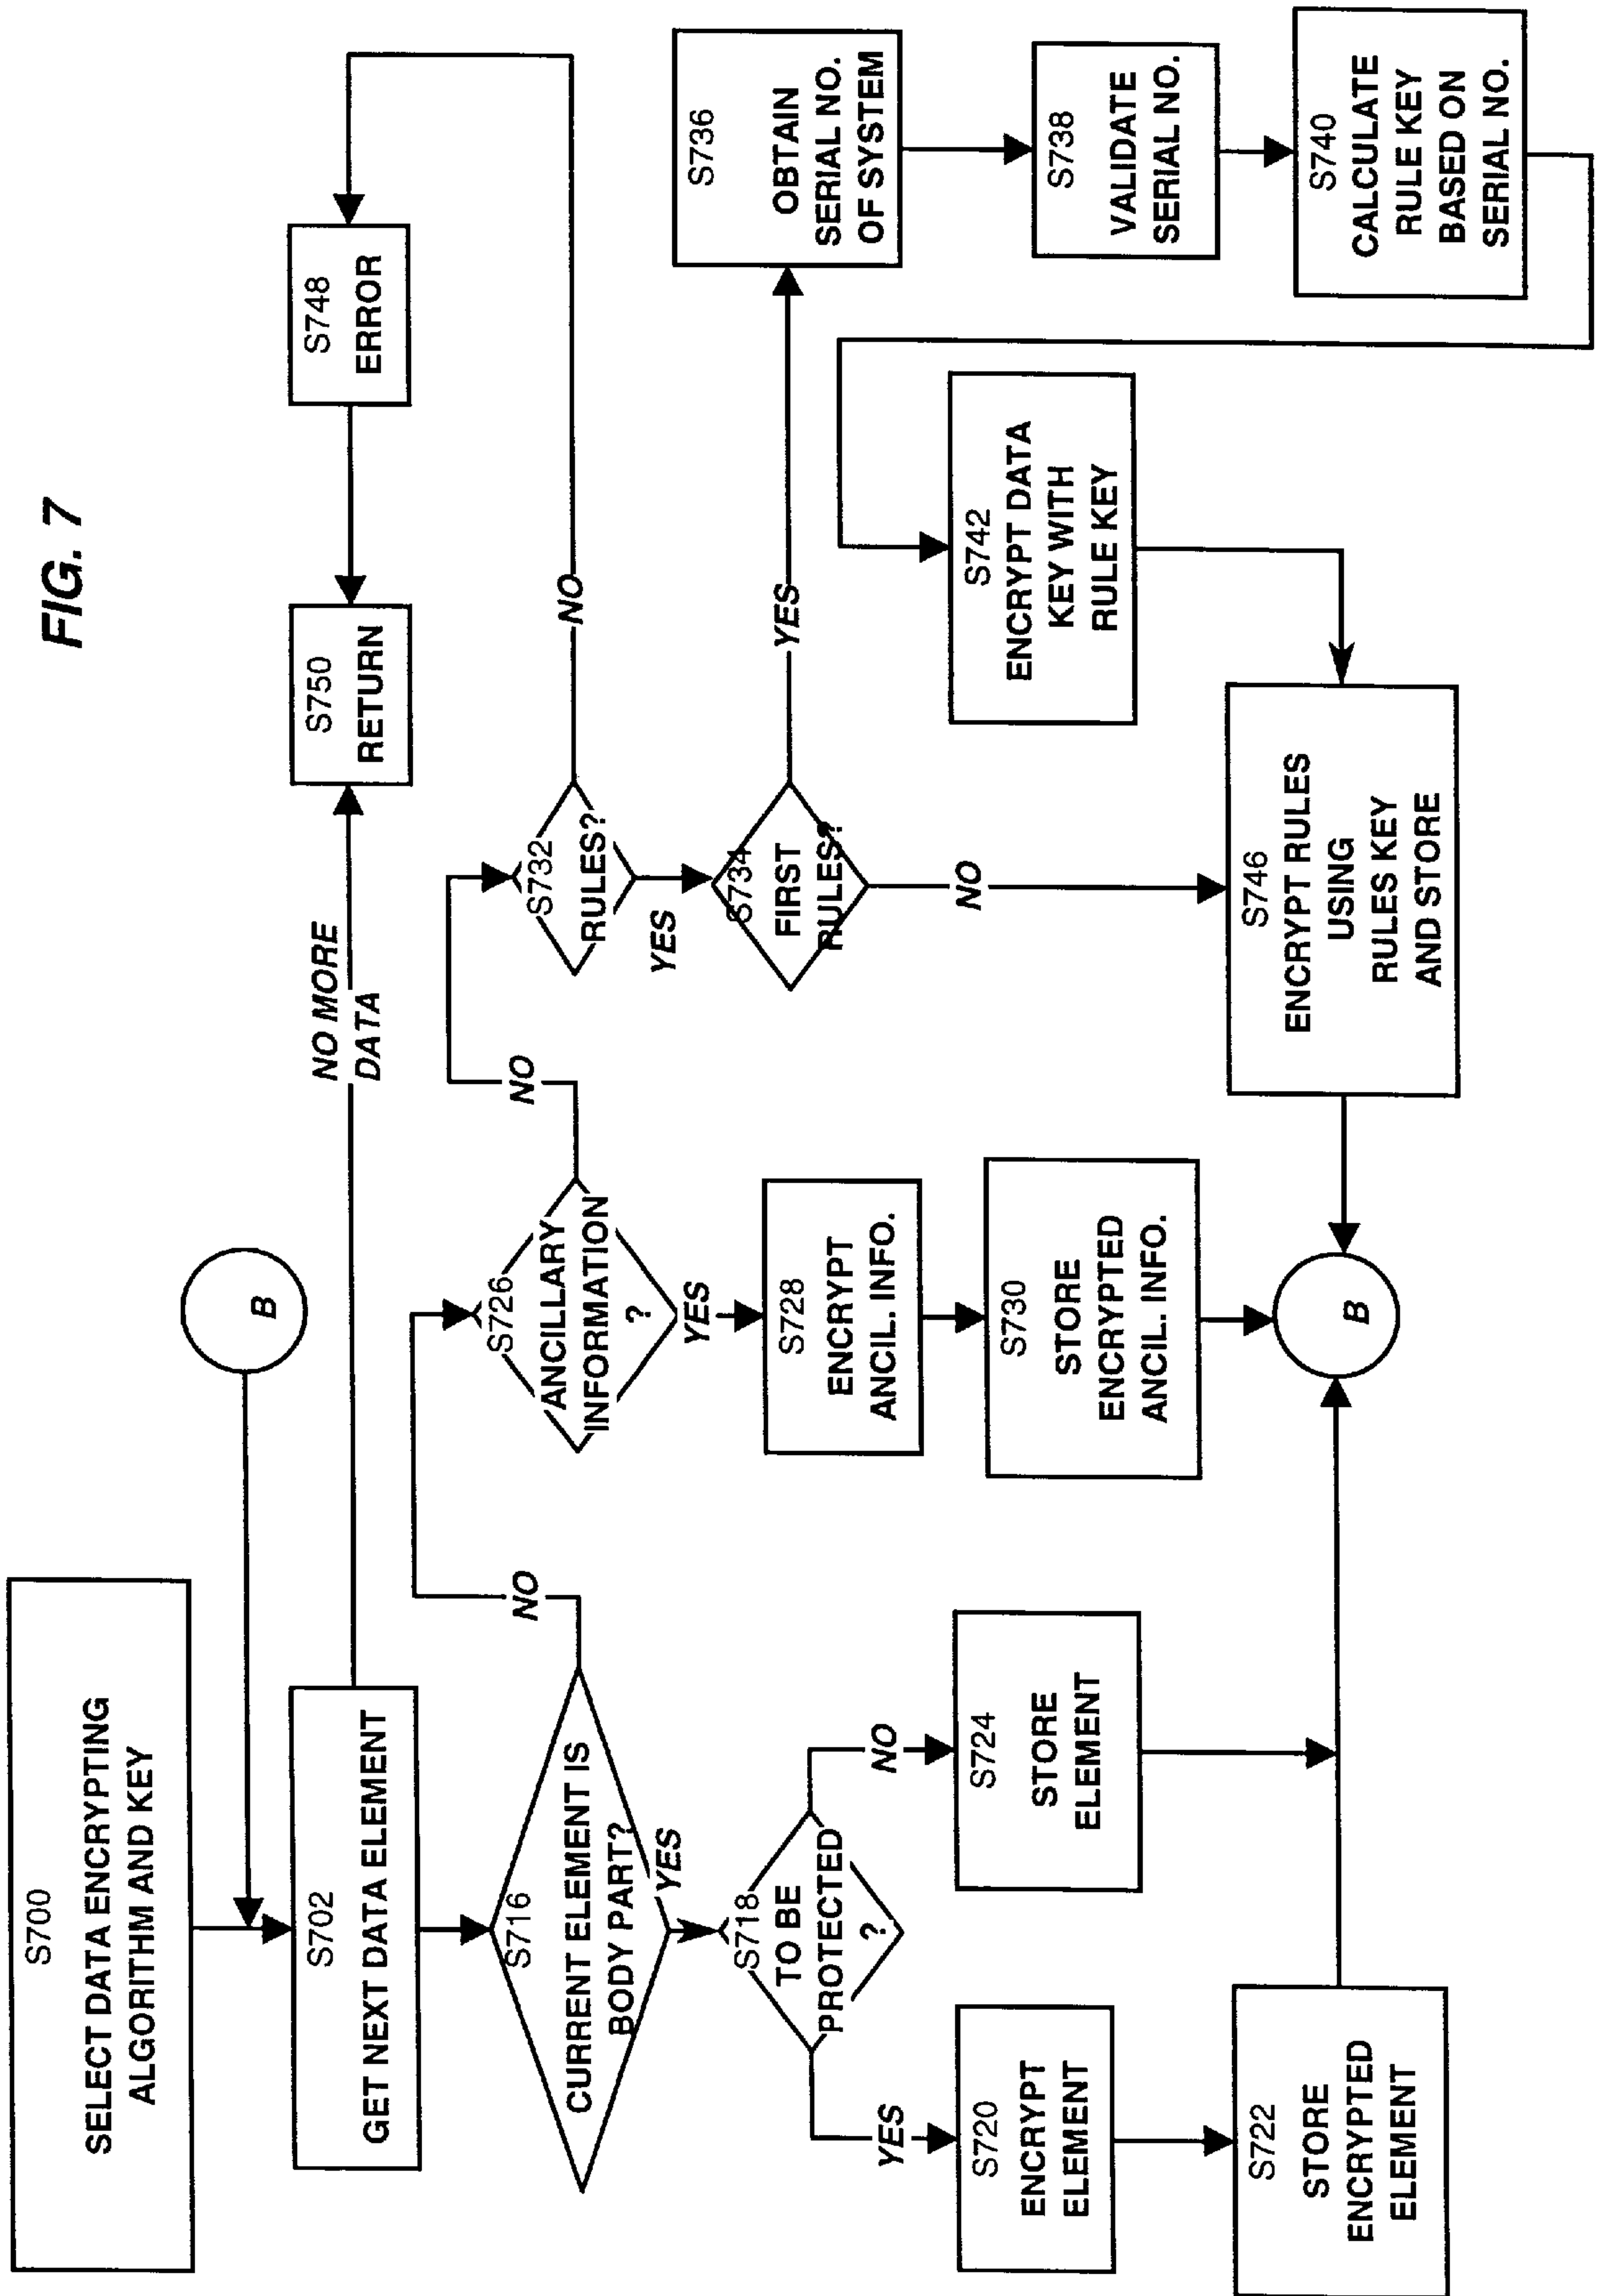 FIG. 7
S700
SELECT DATA ENCRYPTING
ALGORITHM AND KEY
B
S702
GET NEXT DATA ELEMENT
NO MORE
DATA
S750
RETURN
S748
ERROR
S716
CURRENT ELEMENT IS
BODY PART?
NO
YES
S718
TO BE
PROTECTED
?
YES
NO
S720
ENCRYPT
ELEMENT
S722
STORE
ENCRYPTED
ELEMENT
S724
STORE
ELEMENT
S726
ANCILLARY
INFORMATION
?
NO
YES
S728
ENCRYPT
ANCIL. INFO.
S730
STORE
ENCRYPTED
ANCIL. INFO.
B
S732
RULES?
NO
YES
S734
FIRST
RULES?
YES
NO
S736
OBTAIN
SERIAL NO.
OF SYSTEM
S738
VALIDATE
SERIAL NO.
S740
CALCULATE
RULE KEY
BASED ON
SERIAL NO.
S742
ENCRYPT DATA
KEY WITH
RULE KEY
S746
ENCRYPT RULES
USING
RULES KEY
AND STORE